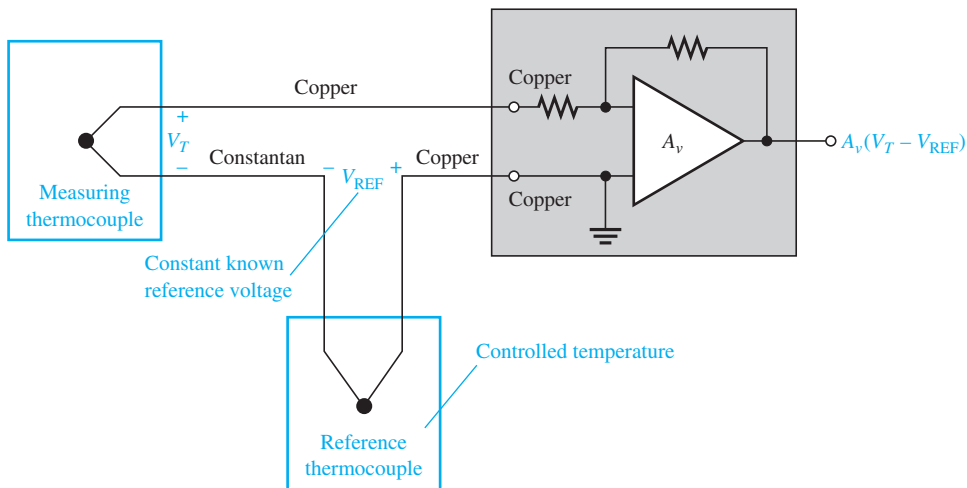 Copper
Copper
+
V_T
−
A_v
A_v(V_T − V_REF)
Constantan
− V_REF +
Copper
Copper
Measuring
thermocouple
Constant known
reference voltage
Controlled temperature
Reference
thermocouple